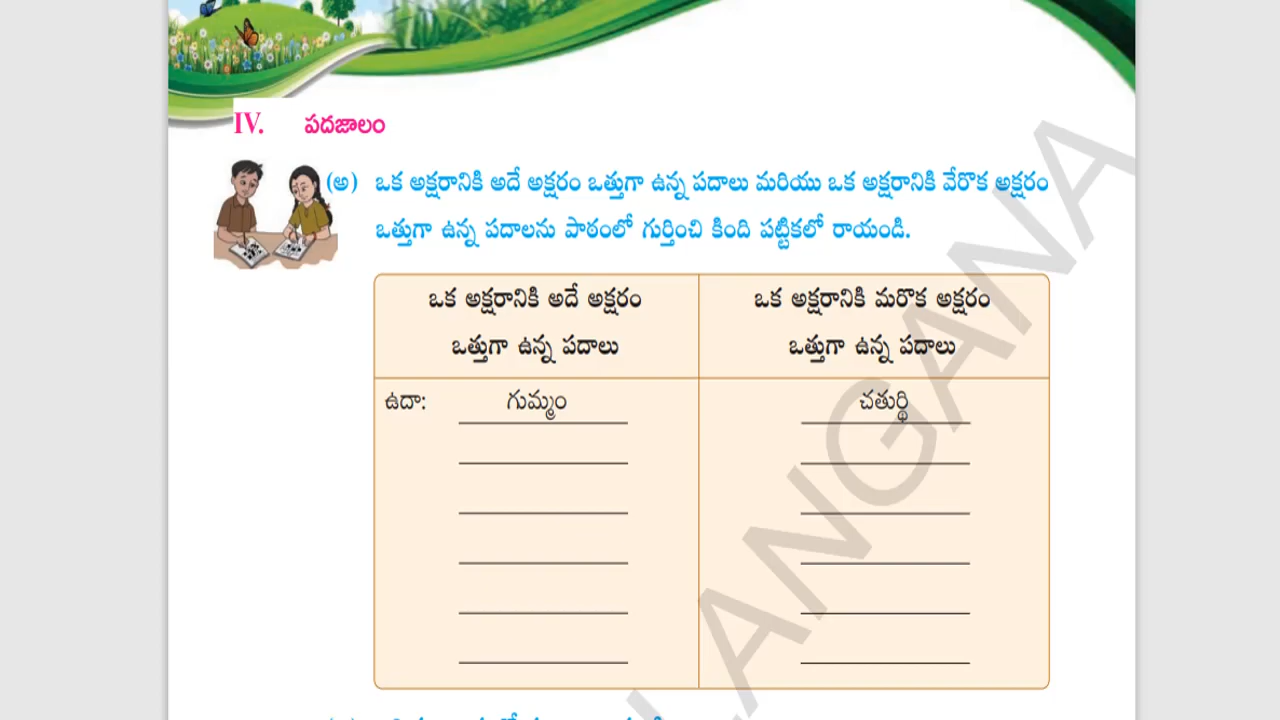 IV. పదజాలం
(అ) ఒక అక్షరానికి అదే అక్షరం ఒత్తుగా ఉన్న పదాలు మరియు ఒక అక్షరానికి వేరొక అక్షరం
ఒత్తుగా ఉన్న పదాలను పాఠంలో గుర్తించి కింది పట్టికలో రాయండి.
ఒక అక్షరానికి అదే అక్షరం
ఒత్తుగా ఉన్న పదాలు
ఒక అక్షరానికి మరొక అక్షరం
ఒత్తుగా ఉన్న పదాలు
ఉదా: గుమ్మం
చతుర్థి
LANGANA